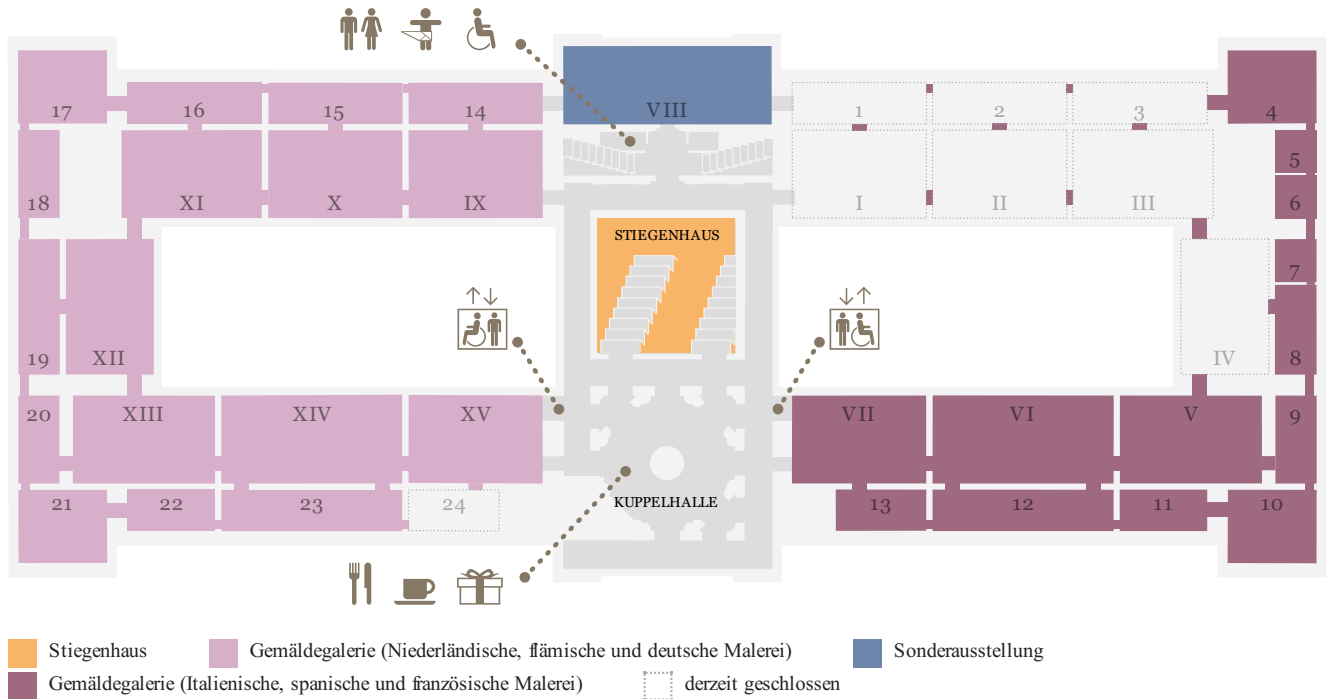 17
16
15
14
VIII
1
2
3
4
5
18
XI
X
IX
I
II
III
6
STIEGENHAUS
7
19
XII
IV
8
20
XIII
XIV
XV
VII
VI
V
9
21
22
23
24
KUPPELHALLE
13
12
11
10
Stiegenhaus
Gemäldegalerie (Niederländische, flämische und deutsche Malerei)
Sonderausstellung
Gemäldegalerie (Italienische, spanische und französische Malerei)
derzeit geschlossen